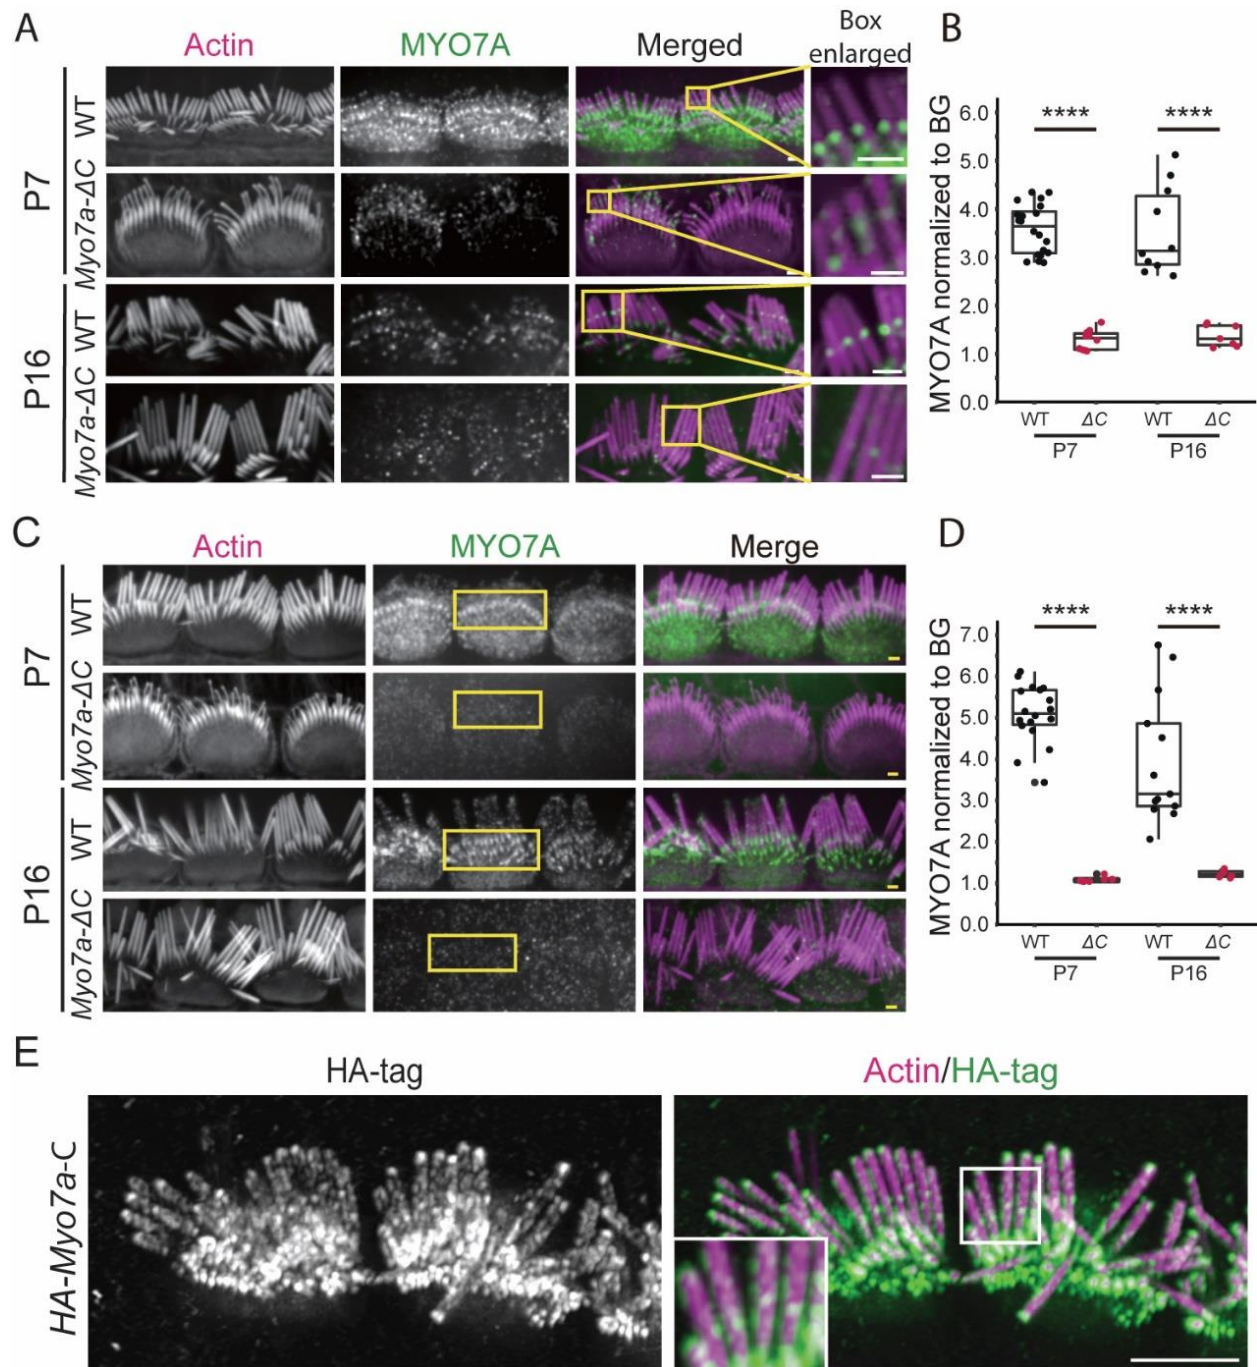 A
Actin
MYO7A
Merged
Box
enlarged
P7
WT
Myo7a-ΔC
P16
WT
Myo7a-ΔC
B
MYO7A normalized to BG
6.0
5.0
4.0
3.0
2.0
1.0
0.0
****
****
WT
ΔC
WT
ΔC
P7
P16
C
Actin
MYO7A
Merge
P7
WT
Myo7a-ΔC
P16
WT
Myo7a-ΔC
D
MYO7A normalized to BG
7.0
6.0
5.0
4.0
3.0
2.0
1.0
0.0
****
****
WT
ΔC
WT
ΔC
P7
P16
E
HA-tag
Actin/HA-tag
HA-Myo7a-C